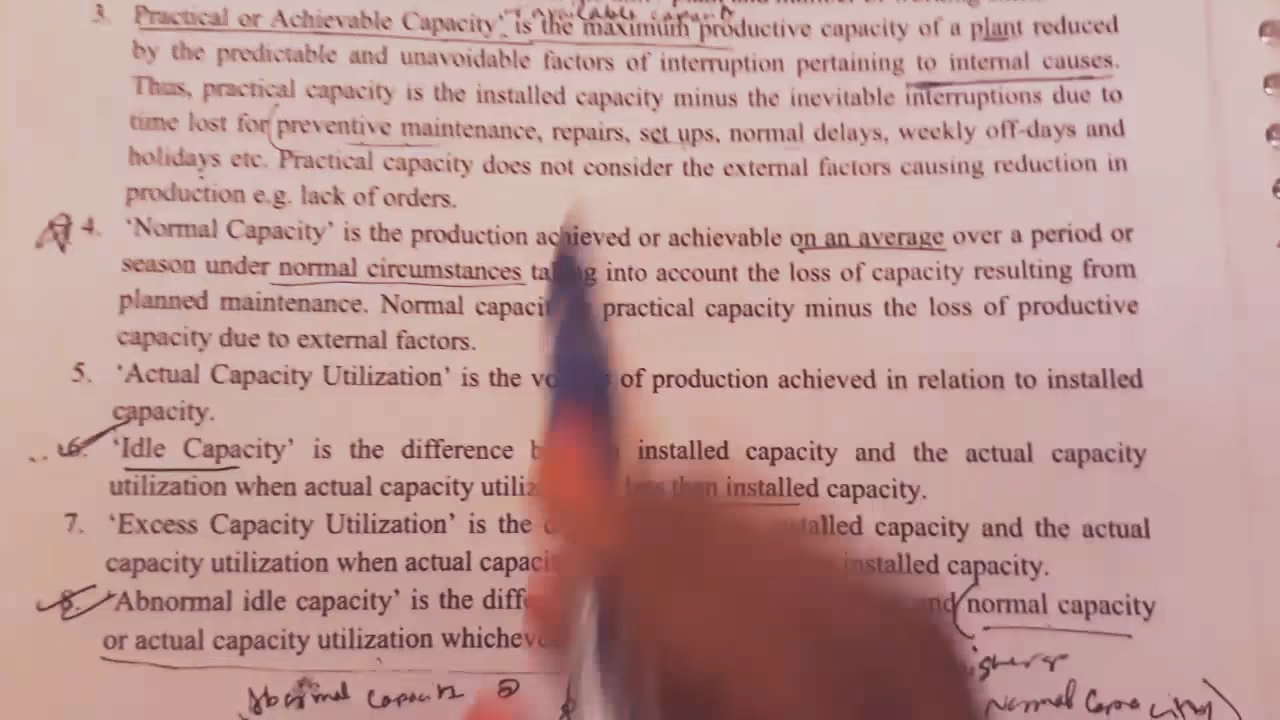 3. Practical or Achievable Capacity' is the maximum productive capacity of a plant reduced
by the predictable and unavoidable factors of interruption pertaining to internal causes.
Thus, practical capacity is the installed capacity minus the inevitable interruptions due to
time lost for preventive maintenance, repairs, set ups, normal delays, weekly off-days and
holidays etc. Practical capacity does not consider the external factors causing reduction in
production e.g. lack of orders.
4. 'Normal Capacity' is the production achieved or achievable on an average over a period or
season under normal circumstances taking into account the loss of capacity resulting from
planned maintenance. Normal practical capacity minus the loss of productive
capacity due to external factors.
5. 'Actual Capacity Utilization' is the of production achieved in relation to installed
capacity.
6. 'Idle Capacity' is the difference installed capacity and the actual capacity
utilization when actual capacity less than installed capacity.
7. 'Excess Capacity Utilization' is the capacity and the actual
capacity utilization when actual installed capacity.
8. 'Abnormal idle capacity' is the and normal capacity
or actual capacity utilization
Abnormal Capacity
Normal Capacity)